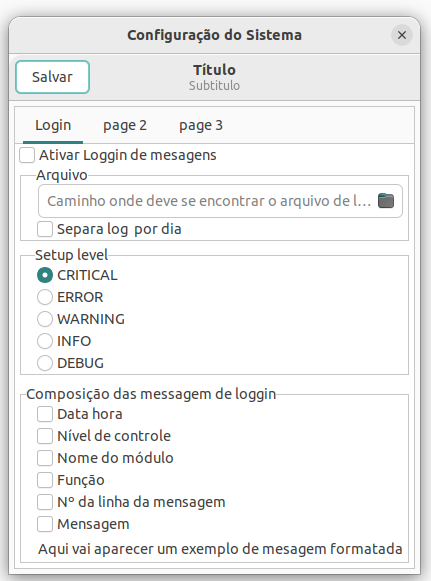 Configuração do Sistema
Salvar
Título
Subtitulo
Login page 2 page 3
Ativar Loggin de mesagens
Arquivo
Caminho onde deve se encontrar o arquivo de l...
Separa log por dia
Setup level
CRITICAL
ERROR
WARNING
INFO
DEBUG
Composição das messagem de loggin
Data hora
Nível de controle
Nome do módulo
Função
Nº da linha da mensagem
Mensagem
Aqui vai aparecer um exemplo de mesagem formatada